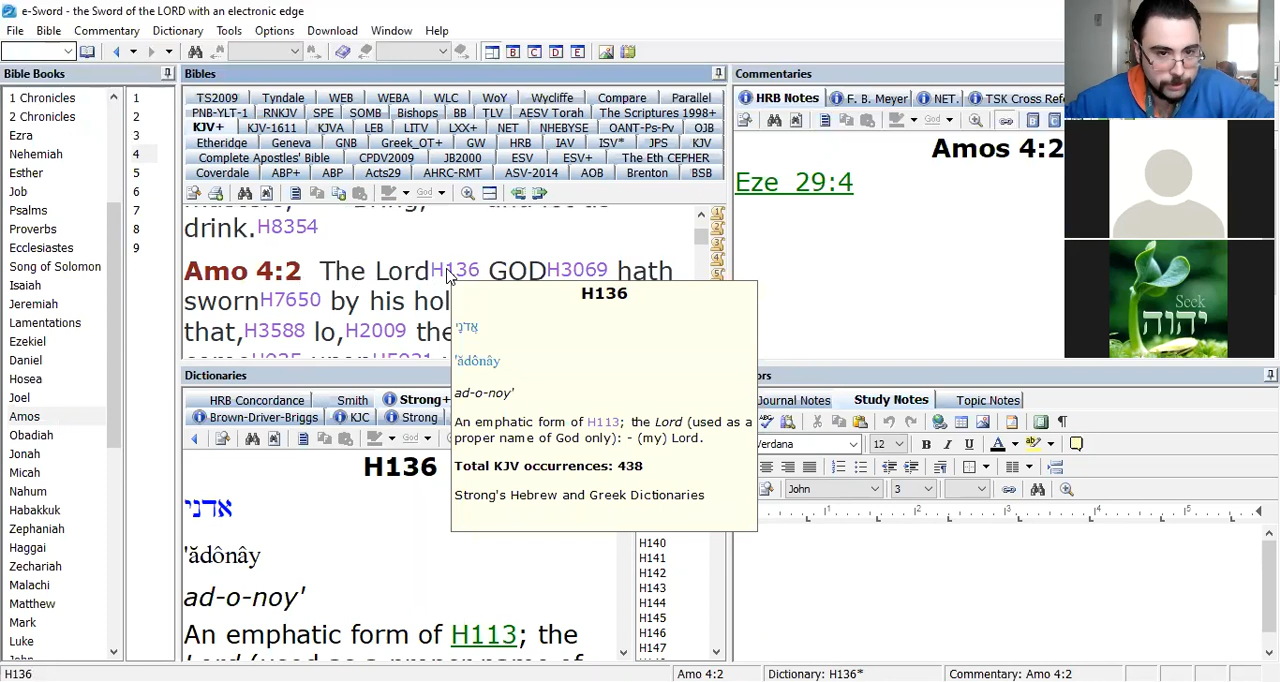 e-Sword - the Sword of the LORD with an electronic edge
File Bible Commentary Dictionary Tools Options Download Window Help
B C D E
Bible Books
1 Chronicles
2 Chronicles
Ezra
Nehemiah
Esther
Job
Psalms
Proverbs
Ecclesiastes
Song of Solomon
Isaiah
Jeremiah
Lamentations
Ezekiel
Daniel
Hosea
Joel
Amos
Obadiah
Jonah
Micah
Nahum
Habakkuk
Zephaniah
Haggai
Zechariah
Malachi
Matthew
Mark
Luke
1
2
3
4
5
6
7
8
9
Bibles
TS2009 Tyndale WEB WEBA WLC WoY Wycliffe Compare Parallel
PNB-YLT-1 RNKJV SPE SOMB Bishops BB TLV AESV Torah The Scriptures 1998+
KJV+ KJV-1611 KJVA LEB LITV LXX+ NET NHEBYSE OANT-Ps-Pv OJB
Etheridge Geneva GNB Greek_OT+ GW HRB IAV ISV* JPS KJV
Complete Apostles' Bible CPDV2009 JB2000 ESV ESV+ The Eth CEPHER
Coverdale ABP+ ABP Acts29 AHRC-RMT ASV-2014 AOB Brenton BSB
drink.H8354
Amo 4:2 The LordH136 GODH3069 hath
swornH7650 by his hol
that,H3588 lo,H2009 the
H136
אֲדֹנָי
'ădônây
ad-o-noy'
An emphatic form of H113; the Lord (used as a
proper name of God only): - (my) Lord.
Total KJV occurrences: 438
Strong's Hebrew and Greek Dictionaries
Dictionaries
HRB Concordance Smith Strong+
Brown-Driver-Briggs KJC Strong
H136
אדני
'ădônây
ad-o-noy'
An emphatic form of H113; the
H140
H141
H142
H143
H144
H145
H146
H147
Commentaries
HRB Notes F. B. Meyer NET. TSK Cross Refe
Amos 4:2
Eze 29:4
Seek
יהוה
ors
Journal Notes Study Notes Topic Notes
Verdana 12 B I U A ab
John 3
1 2 3 4 5
H136 Amo 4:2 Dictionary: H136* Commentary: Amo 4:2